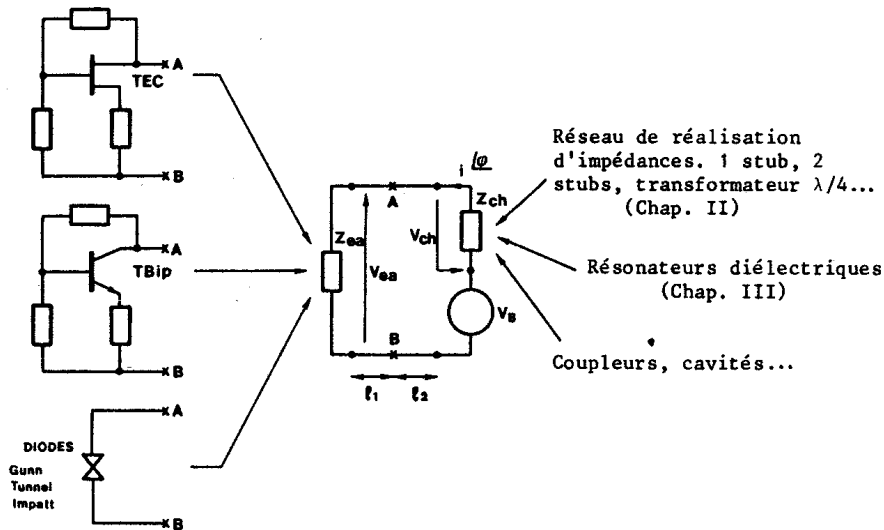 A
TEC
B
A
TBip
B
A
DIODES
Gunn
Tunnel
Impatt
B
i φ
A
Zea
Vea
Zch
Vch
Vs
B
ℓ1 ℓ2
Réseau de réalisation
d'impédances. 1 stub, 2
stubs, transformateur λ/4...
(Chap. II)
Résonateurs diélectriques
(Chap. III)
Coupleurs, cavités...